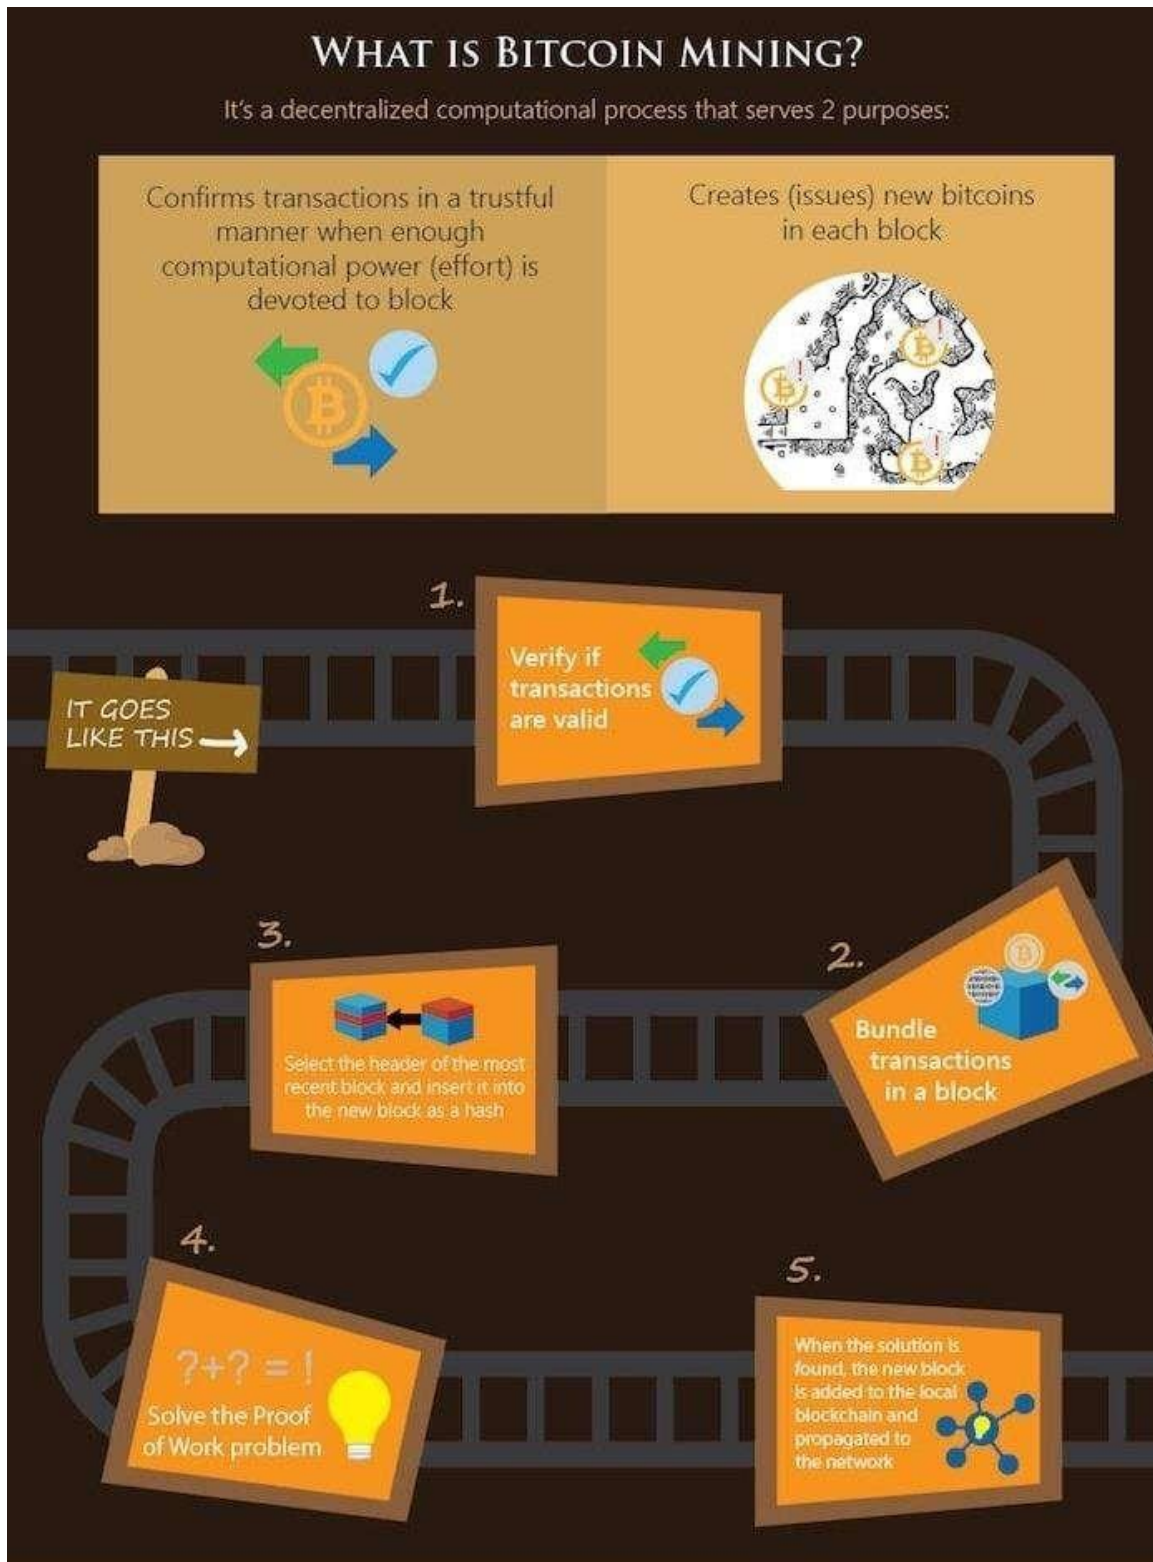 WHAT IS BITCOIN MINING?
It's a decentralized computational process that serves 2 purposes:
Confirms transactions in a trustful
manner when enough
computational power (effort) is
devoted to block
Creates (issues) new bitcoins
in each block
IT GOES
LIKE THIS
1.
Verify if
transactions
are valid
2.
Bundle
transactions
in a block
3.
Select the header of the most
recent block and insert it into
the new block as a hash
4.
?+? = !
Solve the Proof
of Work problem
5.
When the solution is
found, the new block
is added to the local
blockchain and
propagated to
the network